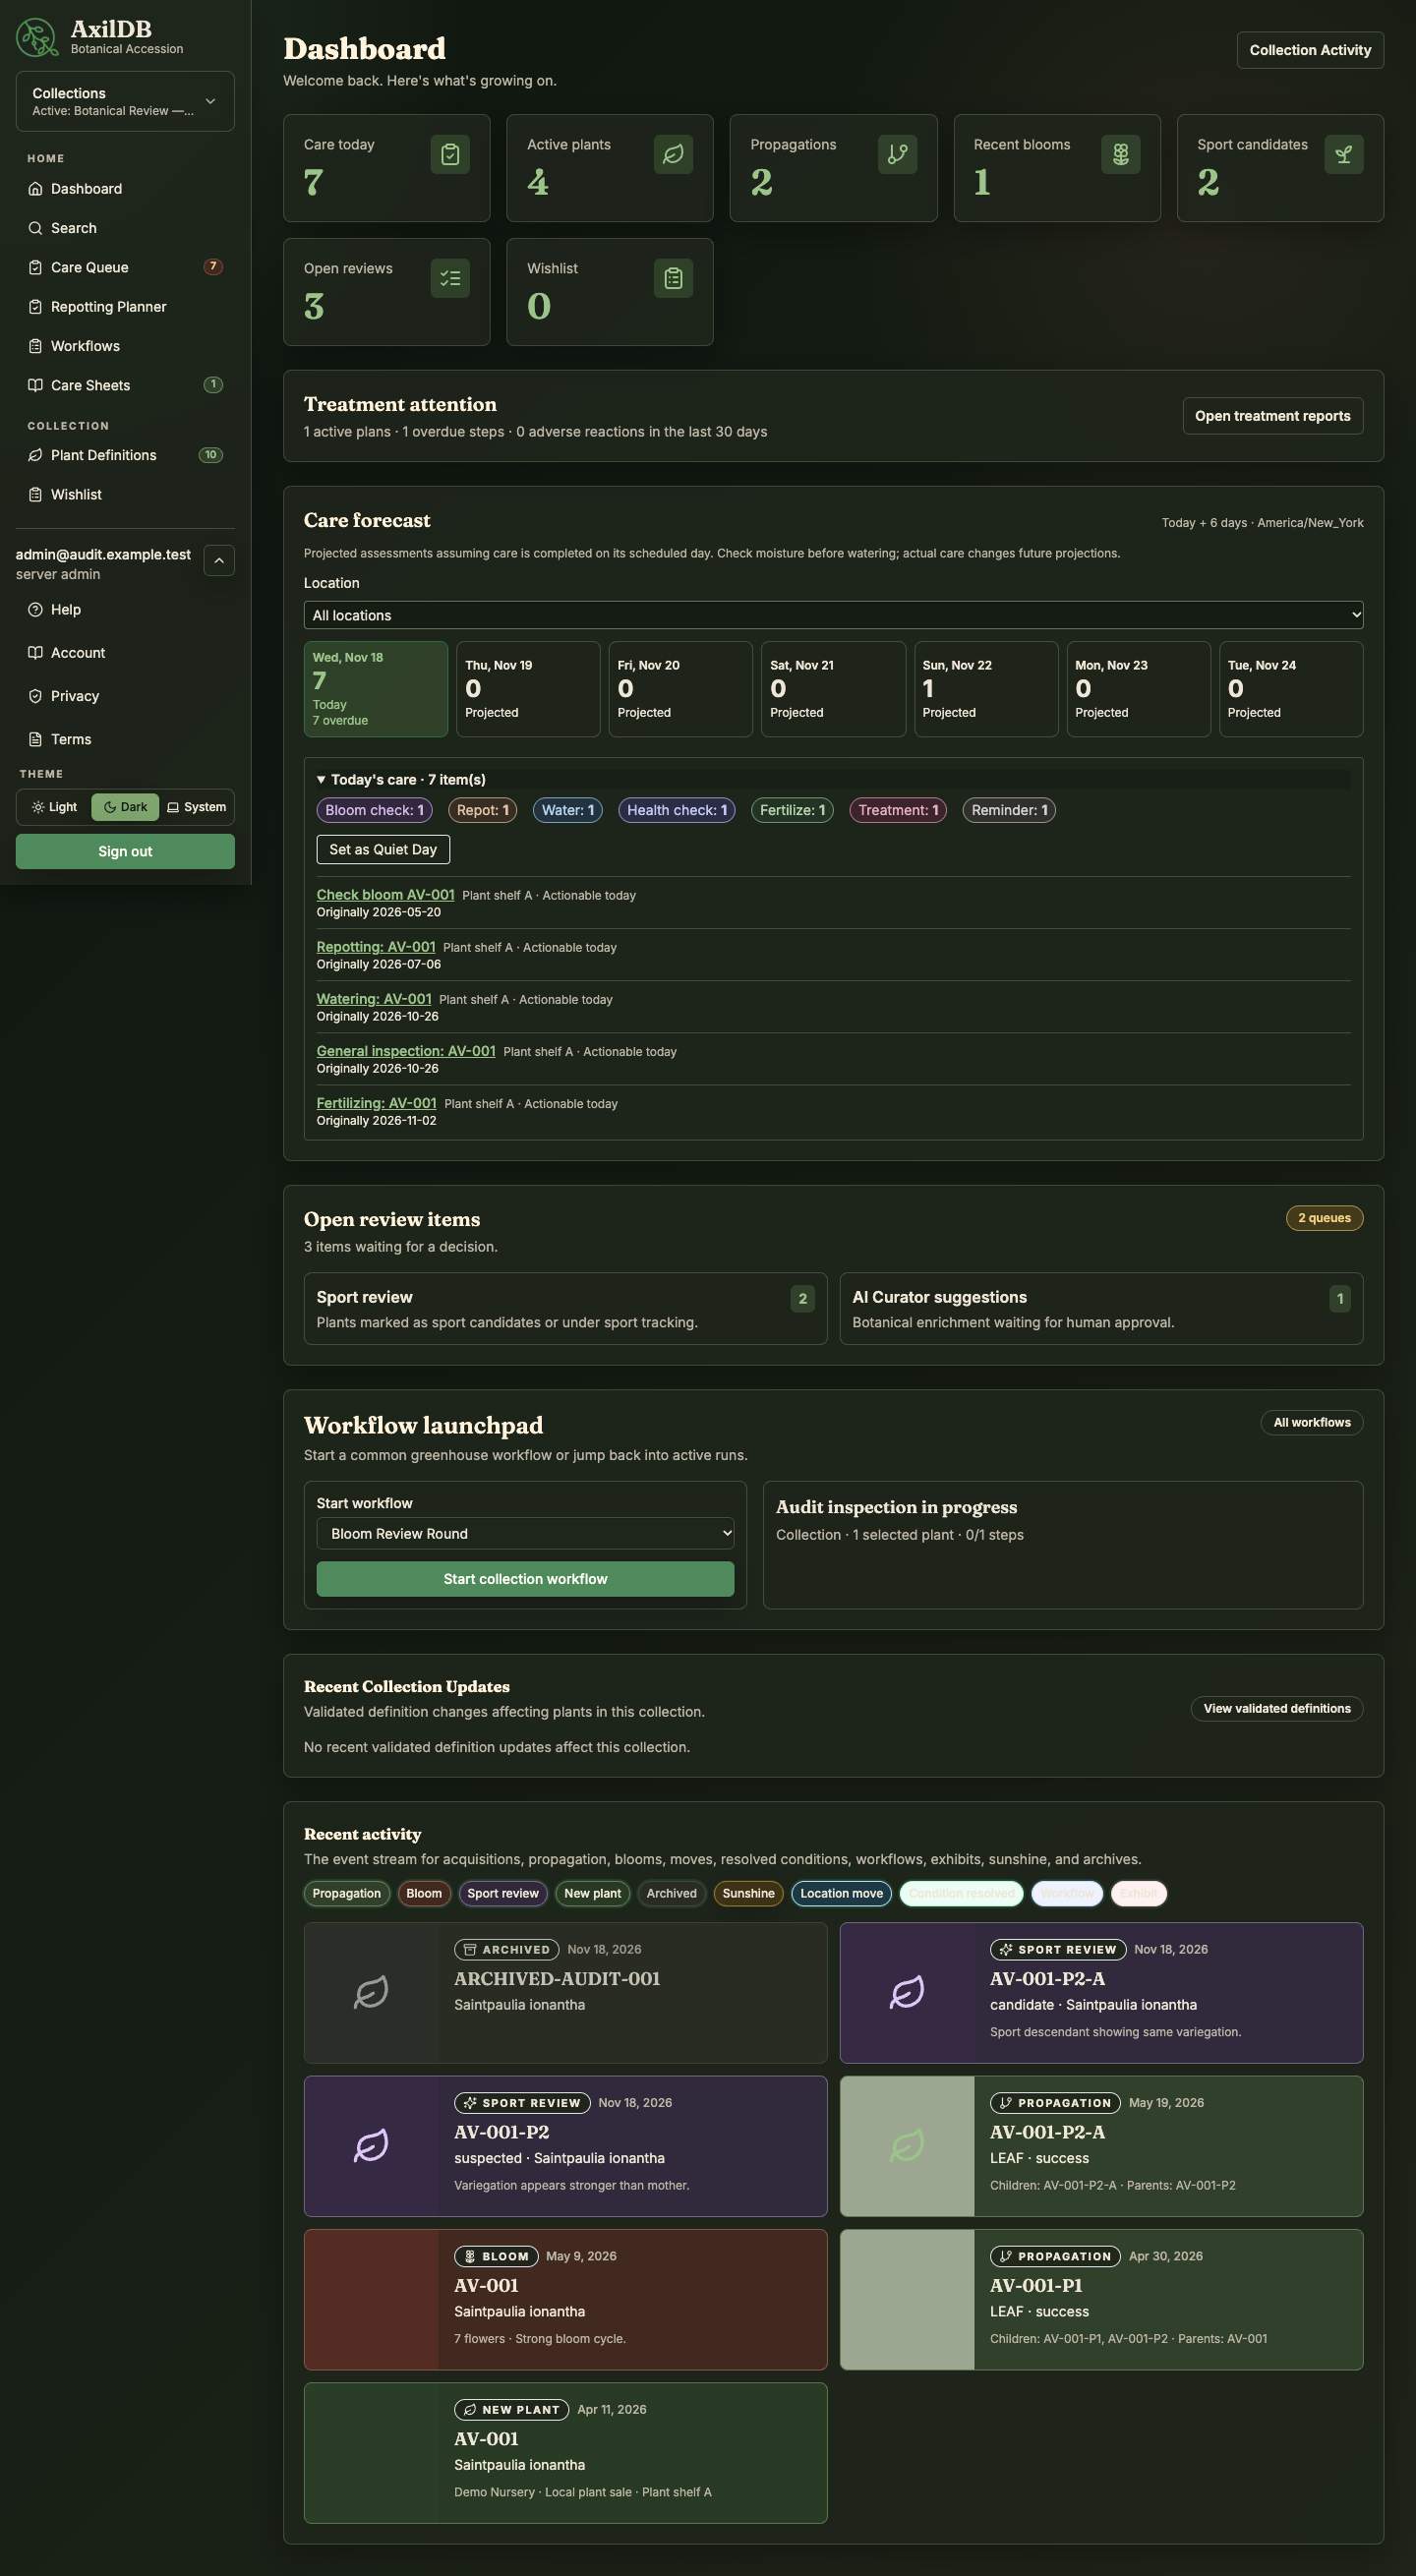 AxilDB
Botanical Accession
Collections
Active: Botanical Review —...
HOME
Dashboard
Search
Care Queue 7
Repotting Planner
Workflows
Care Sheets 1
COLLECTION
Plant Definitions 10
Wishlist
admin@audit.example.test
server admin
Help
Account
Privacy
Terms
THEME
Light Dark System
Sign out
Dashboard
Welcome back. Here's what's growing on.
Collection Activity
Care today
7
Active plants
4
Propagations
2
Recent blooms
1
Sport candidates
2
Open reviews
3
Wishlist
0
Treatment attention
1 active plans · 1 overdue steps · 0 adverse reactions in the last 30 days
Open treatment reports
Care forecast
Today + 6 days · America/New_York
Projected assessments assuming care is completed on its scheduled day. Check moisture before watering; actual care changes future projections.
Location
All locations
Wed, Nov 18
7
Today
7 overdue
Thu, Nov 19
0
Projected
Fri, Nov 20
0
Projected
Sat, Nov 21
0
Projected
Sun, Nov 22
1
Projected
Mon, Nov 23
0
Projected
Tue, Nov 24
0
Projected
▼ Today's care · 7 item(s)
Bloom check: 1 Repot: 1 Water: 1 Health check: 1 Fertilize: 1 Treatment: 1 Reminder: 1
Set as Quiet Day
Check bloom AV-001 Plant shelf A · Actionable today
Originally 2026-05-20
Repotting: AV-001 Plant shelf A · Actionable today
Originally 2026-07-06
Watering: AV-001 Plant shelf A · Actionable today
Originally 2026-10-26
General inspection: AV-001 Plant shelf A · Actionable today
Originally 2026-10-26
Fertilizing: AV-001 Plant shelf A · Actionable today
Originally 2026-11-02
Open review items
3 items waiting for a decision.
2 queues
Sport review
Plants marked as sport candidates or under sport tracking.
2
AI Curator suggestions
Botanical enrichment waiting for human approval.
1
Workflow launchpad
Start a common greenhouse workflow or jump back into active runs.
All workflows
Start workflow
Bloom Review Round
Start collection workflow
Audit inspection in progress
Collection · 1 selected plant · 0/1 steps
Recent Collection Updates
Validated definition changes affecting plants in this collection.
View validated definitions
No recent validated definition updates affect this collection.
Recent activity
The event stream for acquisitions, propagation, blooms, moves, resolved conditions, workflows, exhibits, sunshine, and archives.
Propagation Bloom Sport review New plant Archived Sunshine Location move Condition resolved Workflow Exhibit
ARCHIVED Nov 18, 2026
ARCHIVED-AUDIT-001
Saintpaulia ionantha
SPORT REVIEW Nov 18, 2026
AV-001-P2-A
candidate · Saintpaulia ionantha
Sport descendant showing same variegation.
SPORT REVIEW Nov 18, 2026
AV-001-P2
suspected · Saintpaulia ionantha
Variegation appears stronger than mother.
PROPAGATION May 19, 2026
AV-001-P2-A
LEAF · success
Children: AV-001-P2-A · Parents: AV-001-P2
BLOOM May 9, 2026
AV-001
Saintpaulia ionantha
7 flowers · Strong bloom cycle.
PROPAGATION Apr 30, 2026
AV-001-P1
LEAF · success
Children: AV-001-P1, AV-001-P2 · Parents: AV-001
NEW PLANT Apr 11, 2026
AV-001
Saintpaulia ionantha
Demo Nursery · Local plant sale · Plant shelf A